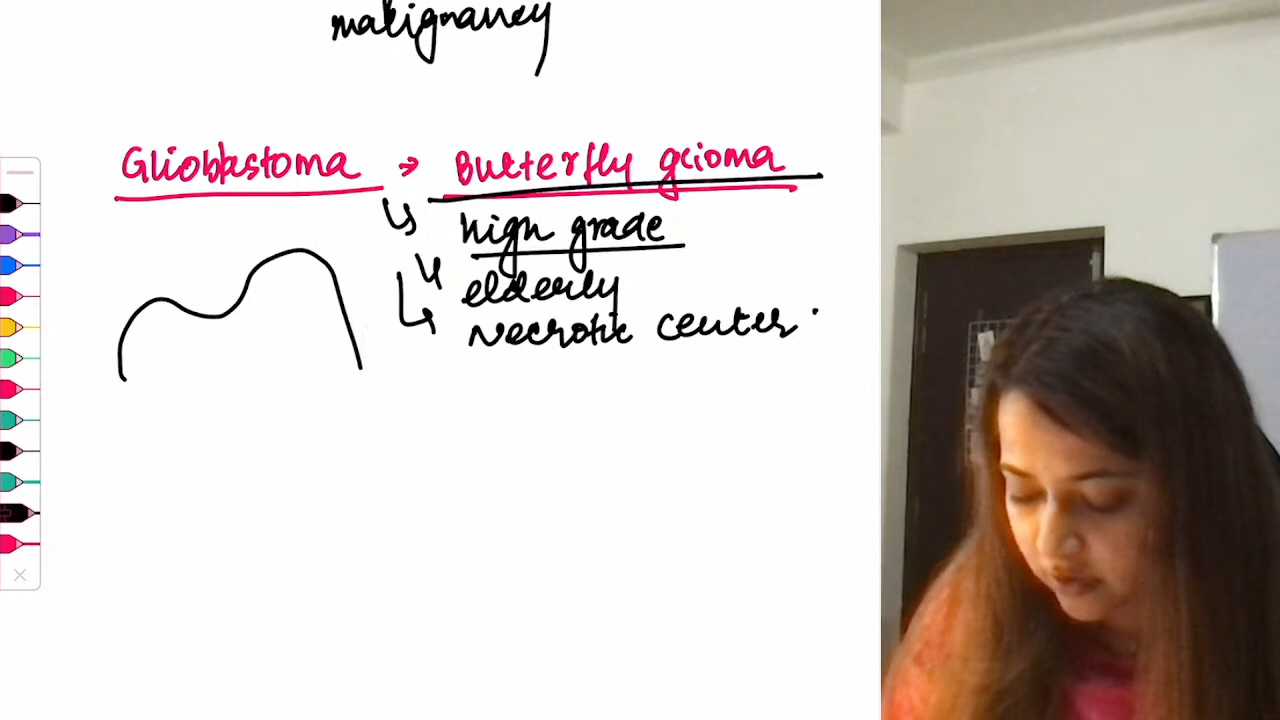 malignancy
Glioblastoma → Butterfly glioma
high grade
elderly
Necrotic center